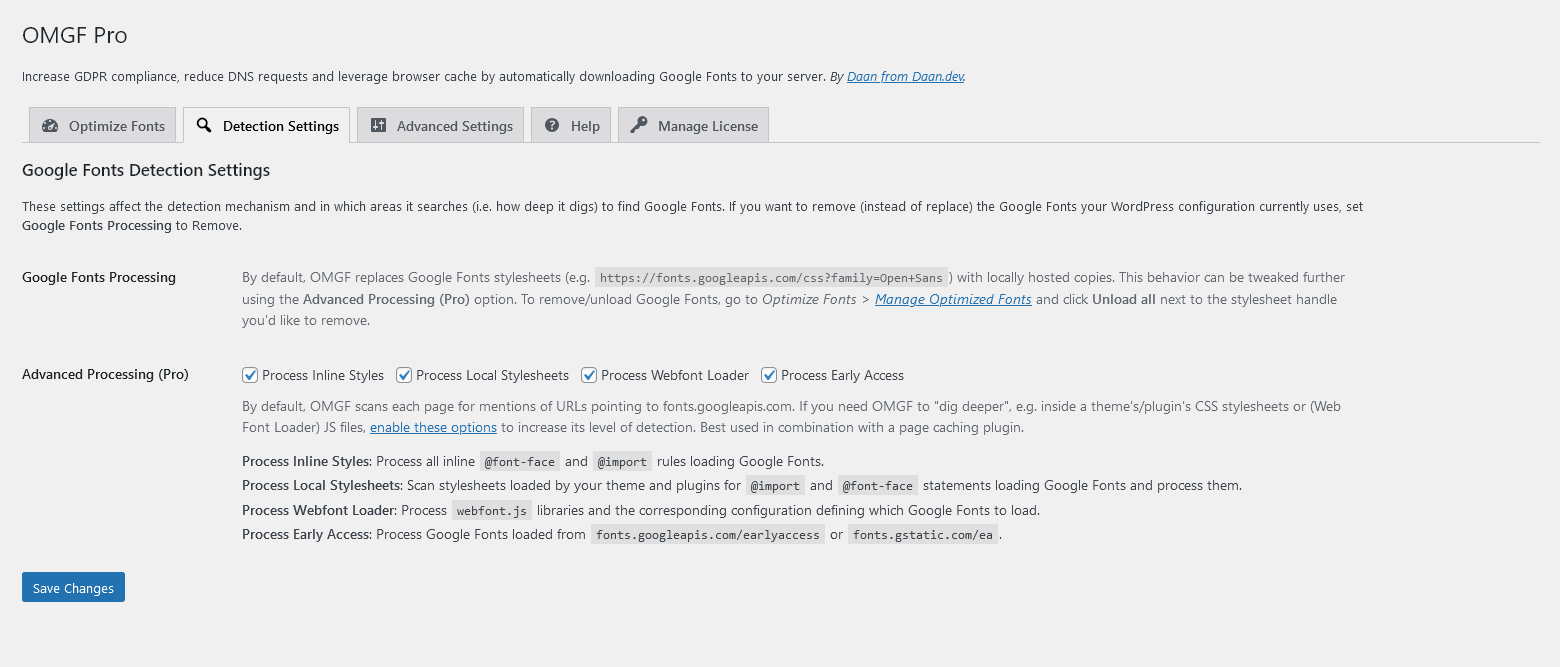 OMGF Pro
Increase GDPR compliance, reduce DNS requests and leverage browser cache by automatically downloading Google Fonts to your server. By Daan from Daan.dev.
Optimize Fonts
Detection Settings
Advanced Settings
Help
Manage License
Google Fonts Detection Settings
These settings affect the detection mechanism and in which areas it searches (i.e. how deep it digs) to find Google Fonts. If you want to remove (instead of replace) the Google Fonts your WordPress configuration currently uses, set
Google Fonts Processing to Remove.
Google Fonts Processing
By default, OMGF replaces Google Fonts stylesheets (e.g. https://fonts.googleapis.com/css?family=Open+Sans ) with locally hosted copies. This behavior can be tweaked further
using the Advanced Processing (Pro) option. To remove/unload Google Fonts, go to Optimize Fonts > Manage Optimized Fonts and click Unload all next to the stylesheet handle
you'd like to remove.
Advanced Processing (Pro)
Process Inline Styles Process Local Stylesheets Process Webfont Loader Process Early Access
By default, OMGF scans each page for mentions of URLs pointing to fonts.googleapis.com. If you need OMGF to "dig deeper", e.g. inside a theme's/plugin's CSS stylesheets or (Web
Font Loader) JS files, enable these options to increase its level of detection. Best used in combination with a page caching plugin.
Process Inline Styles: Process all inline @font-face and @import rules loading Google Fonts.
Process Local Stylesheets: Scan stylesheets loaded by your theme and plugins for @import and @font-face statements loading Google Fonts and process them.
Process Webfont Loader: Process webfont.js libraries and the corresponding configuration defining which Google Fonts to load.
Process Early Access: Process Google Fonts loaded from fonts.googleapis.com/earlyaccess or fonts.gstatic.com/ea .
Save Changes